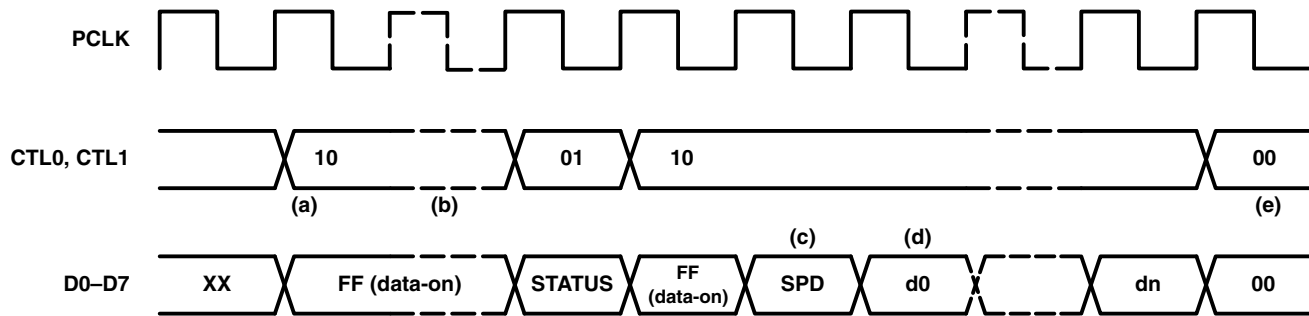 PCLK
CTL0, CTL1
10
01
10
00
(a)
(b)
(e)
(c)
(d)
D0–D7
XX
FF (data-on)
STATUS
FF
(data-on)
SPD
d0
dn
00